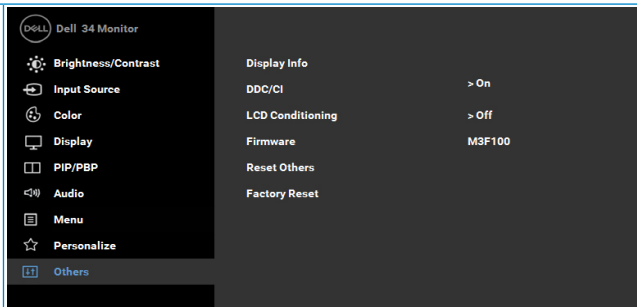 DELL Dell 34 Monitor
Brightness/Contrast Display Info
Input Source DDC/CI > On
Color LCD Conditioning > Off
Display Firmware M3F100
PIP/PBP Reset Others
Audio Factory Reset
Menu
Personalize
Others